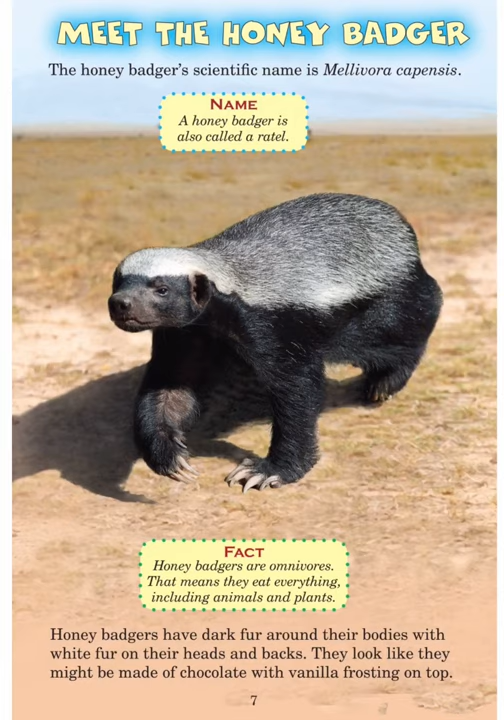 MEET THE HONEY BADGER
The honey badger's scientific name is Mellivora capensis.
NAME
A honey badger is
also called a ratel.
FACT
Honey badgers are omnivores.
That means they eat everything,
including animals and plants.
Honey badgers have dark fur around their bodies with
white fur on their heads and backs. They look like they
might be made of chocolate with vanilla frosting on top.
7